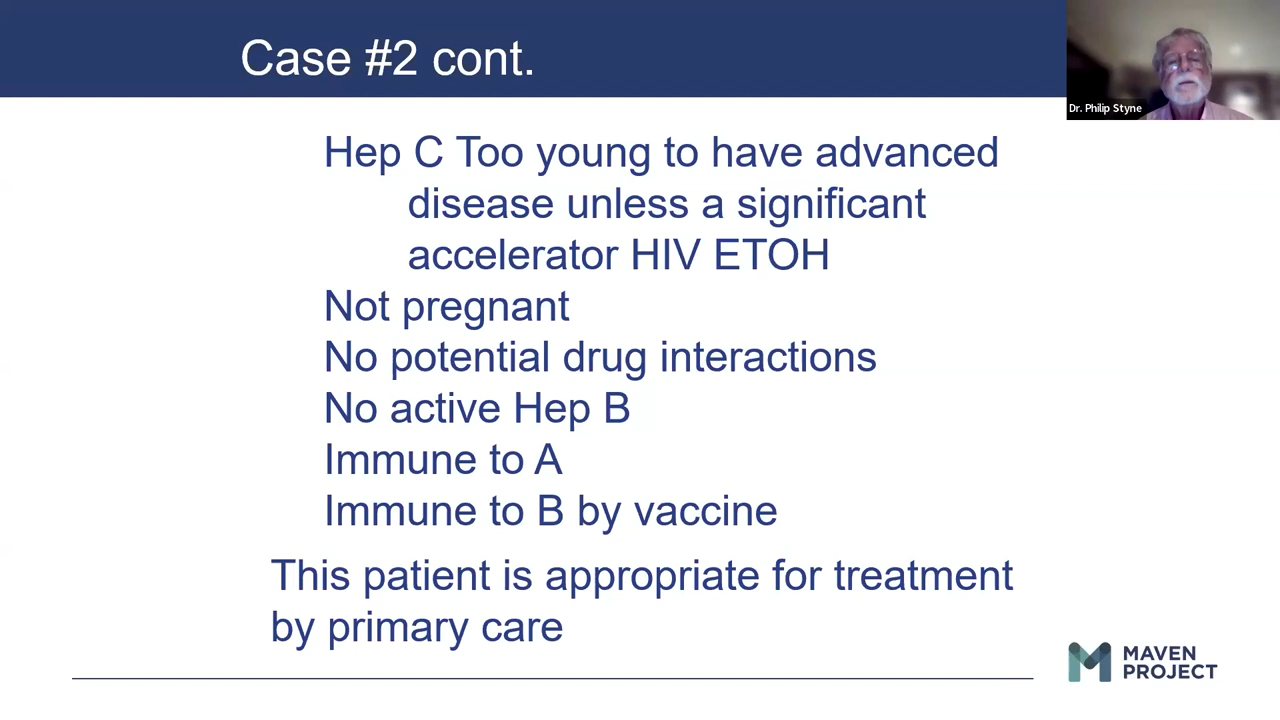 Case #2 cont.
Dr. Philip Styne
Hep C Too young to have advanced
disease unless a significant
accelerator HIV ETOH
Not pregnant
No potential drug interactions
No active Hep B
Immune to A
Immune to B by vaccine
This patient is appropriate for treatment
by primary care
MAVEN
PROJECT